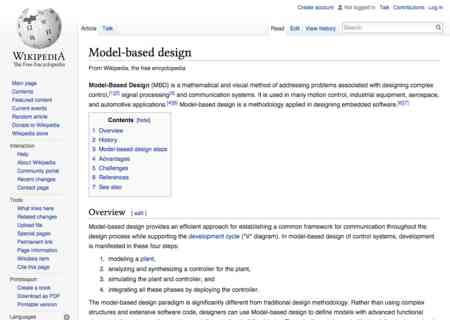 Create account Not logged in Talk Contributions Log in
Article Talk Read Edit View history Search
WIKIPEDIA
The Free Encyclopedia
Main page
Contents
Featured content
Current events
Random article
Donate to Wikipedia
Wikipedia store
Interaction
Help
About Wikipedia
Community portal
Recent changes
Contact page
Tools
What links here
Related changes
Upload file
Special pages
Permanent link
Page information
Wikidata item
Cite this page
Print/export
Create a book
Download as PDF
Printable version
Languages
Model-based design
From Wikipedia, the free encyclopedia
Model-Based Design (MBD) is a mathematical and visual method of addressing problems associated with designing complex
control,[1][2] signal processing[3] and communication systems. It is used in many motion control, industrial equipment, aerospace,
and automotive applications.[4][5] Model-based design is a methodology applied in designing embedded software.[6][7]
Contents [hide]
1 Overview
2 History
3 Model-based design steps
4 Advantages
5 Challenges
6 References
7 See also
Overview [ edit ]
Model-based design provides an efficient approach for establishing a common framework for communication throughout the
design process while supporting the development cycle ("V" diagram). In model-based design of control systems, development
is manifested in these four steps:
1. modeling a plant,
2. analyzing and synthesizing a controller for the plant,
3. simulating the plant and controller, and
4. integrating all these phases by deploying the controller.
The model-based design paradigm is significantly different from traditional design methodology. Rather than using complex
structures and extensive software code, designers can use Model-based design to define models with advanced functional